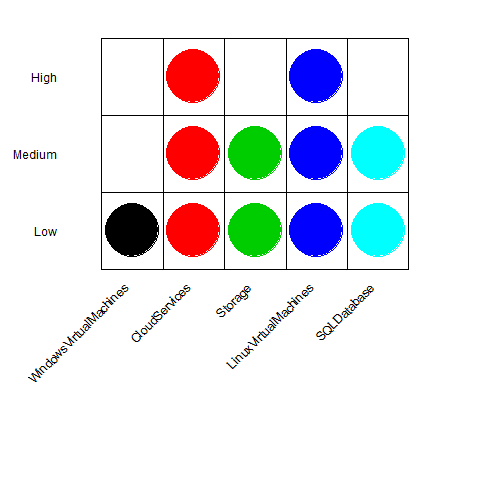 High
Medium
Low
WindowsVirtualMachines
CloudServices
Storage
LinuxVirtualMachines
SQLDatabase